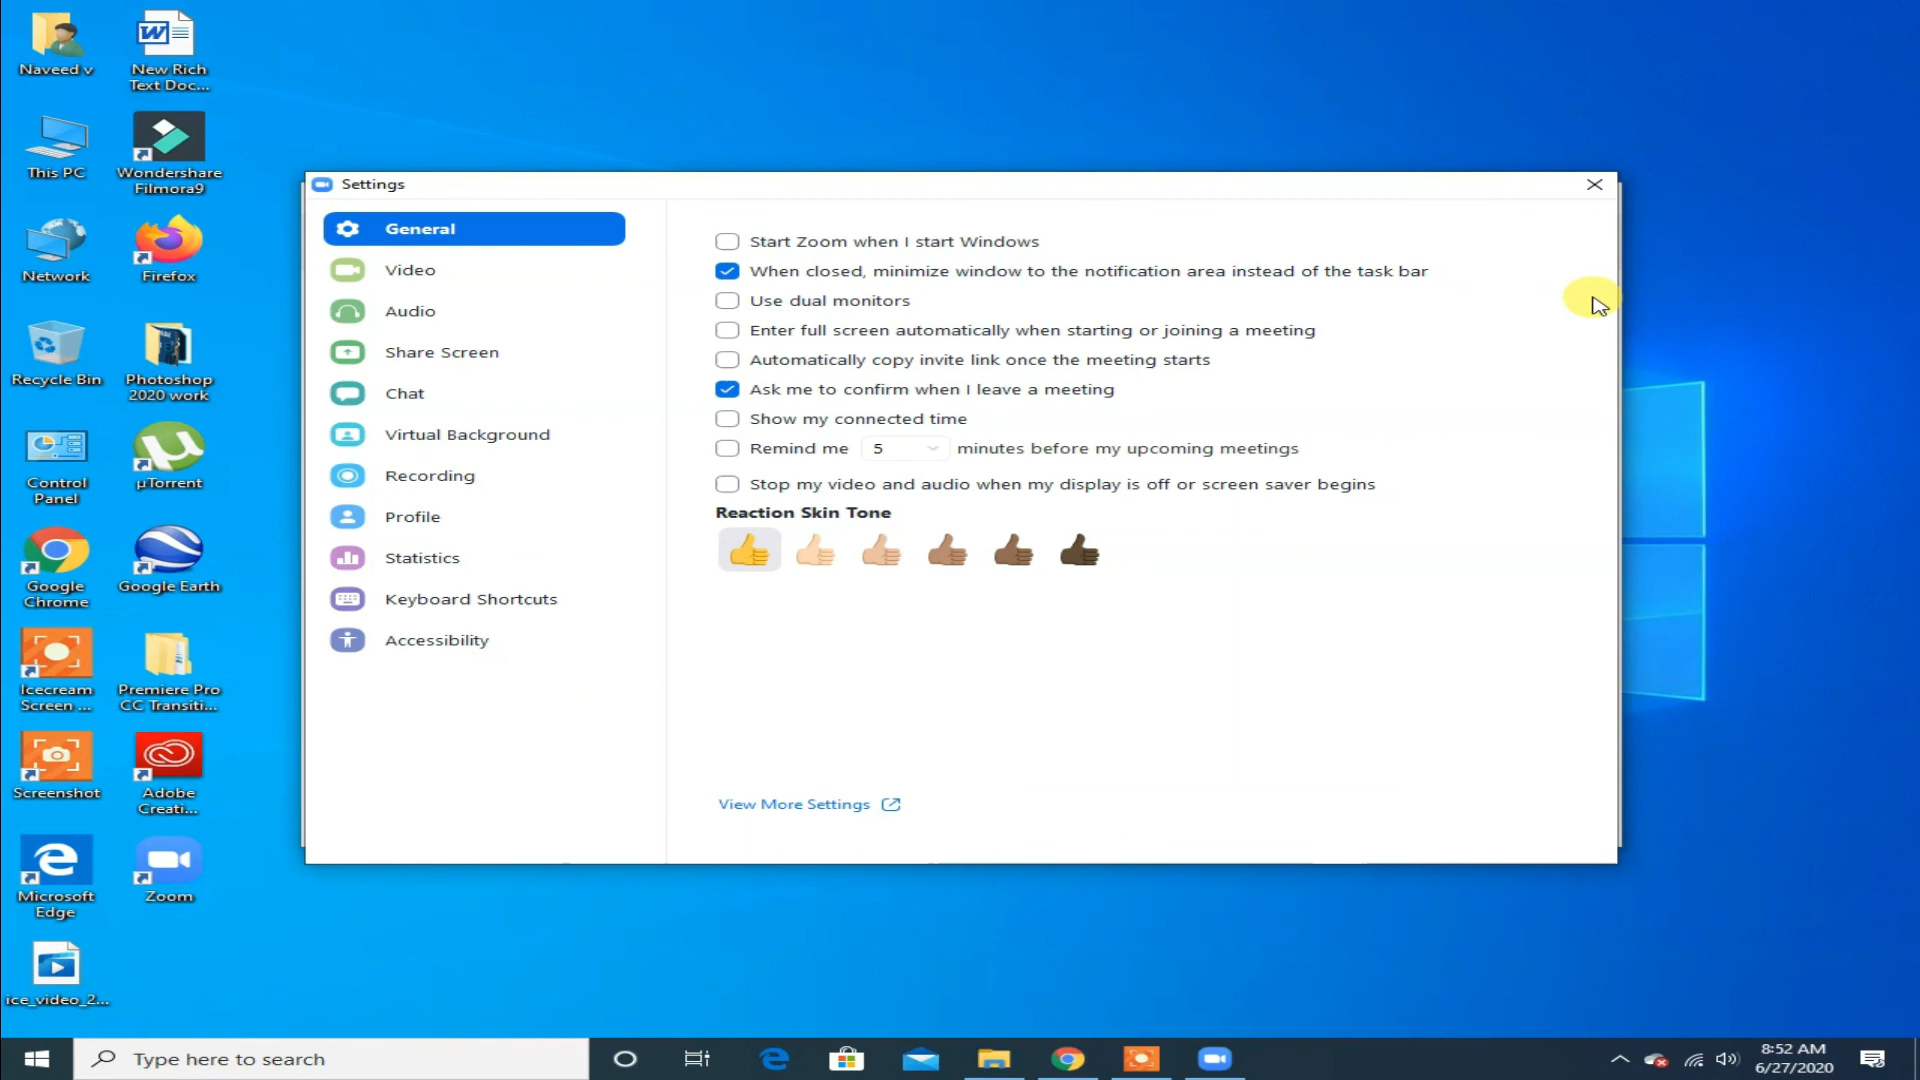 Naveed v
New Rich
Text Doc...
This PC
Wondershare
Filmora9
Network
Firefox
Recycle Bin
Photoshop
2020 work
Control
Panel
µTorrent
Google
Chrome
Google Earth
Icecream
Screen ...
Premiere Pro
CC Transiti...
Screenshot
Adobe
Creati...
Microsoft
Edge
Zoom
ice_video_2...
Settings
General
Video
Audio
Share Screen
Chat
Virtual Background
Recording
Profile
Statistics
Keyboard Shortcuts
Accessibility
Start Zoom when I start Windows
When closed, minimize window to the notification area instead of the task bar
Use dual monitors
Enter full screen automatically when starting or joining a meeting
Automatically copy invite link once the meeting starts
Ask me to confirm when I leave a meeting
Show my connected time
Remind me 5 minutes before my upcoming meetings
Stop my video and audio when my display is off or screen saver begins
Reaction Skin Tone
View More Settings
Type here to search
8:52 AM
6/27/2020